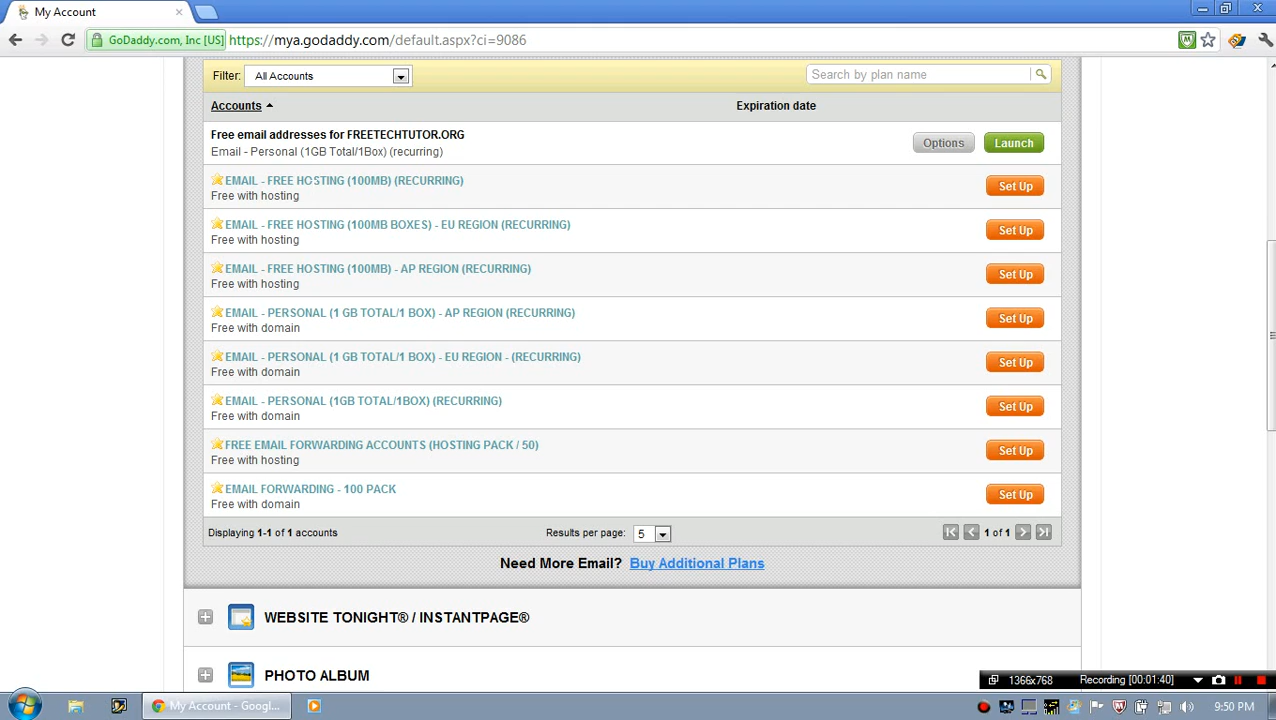 My Account
GoDaddy.com, Inc [US] https://mya.godaddy.com/default.aspx?ci=9086
Filter: All Accounts Search by plan name
Accounts Expiration date
Free email addresses for FREETECHTUTOR.ORG
Email - Personal (1GB Total/1Box) (recurring) Options Launch
EMAIL - FREE HOSTING (100MB) (RECURRING) Set Up
Free with hosting
EMAIL - FREE HOSTING (100MB BOXES) - EU REGION (RECURRING) Set Up
Free with hosting
EMAIL - FREE HOSTING (100MB) - AP REGION (RECURRING) Set Up
Free with hosting
EMAIL - PERSONAL (1 GB TOTAL/1 BOX) - AP REGION (RECURRING) Set Up
Free with domain
EMAIL - PERSONAL (1 GB TOTAL/1 BOX) - EU REGION - (RECURRING) Set Up
Free with domain
EMAIL - PERSONAL (1GB TOTAL/1BOX) (RECURRING) Set Up
Free with domain
FREE EMAIL FORWARDING ACCOUNTS (HOSTING PACK / 50) Set Up
Free with hosting
EMAIL FORWARDING - 100 PACK Set Up
Free with domain
Displaying 1-1 of 1 accounts Results per page: 5 1 of 1
Need More Email? Buy Additional Plans
WEBSITE TONIGHT® / INSTANTPAGE®
PHOTO ALBUM
1366x768 Recording [00:01:40]
My Account - Googl... 9:50 PM